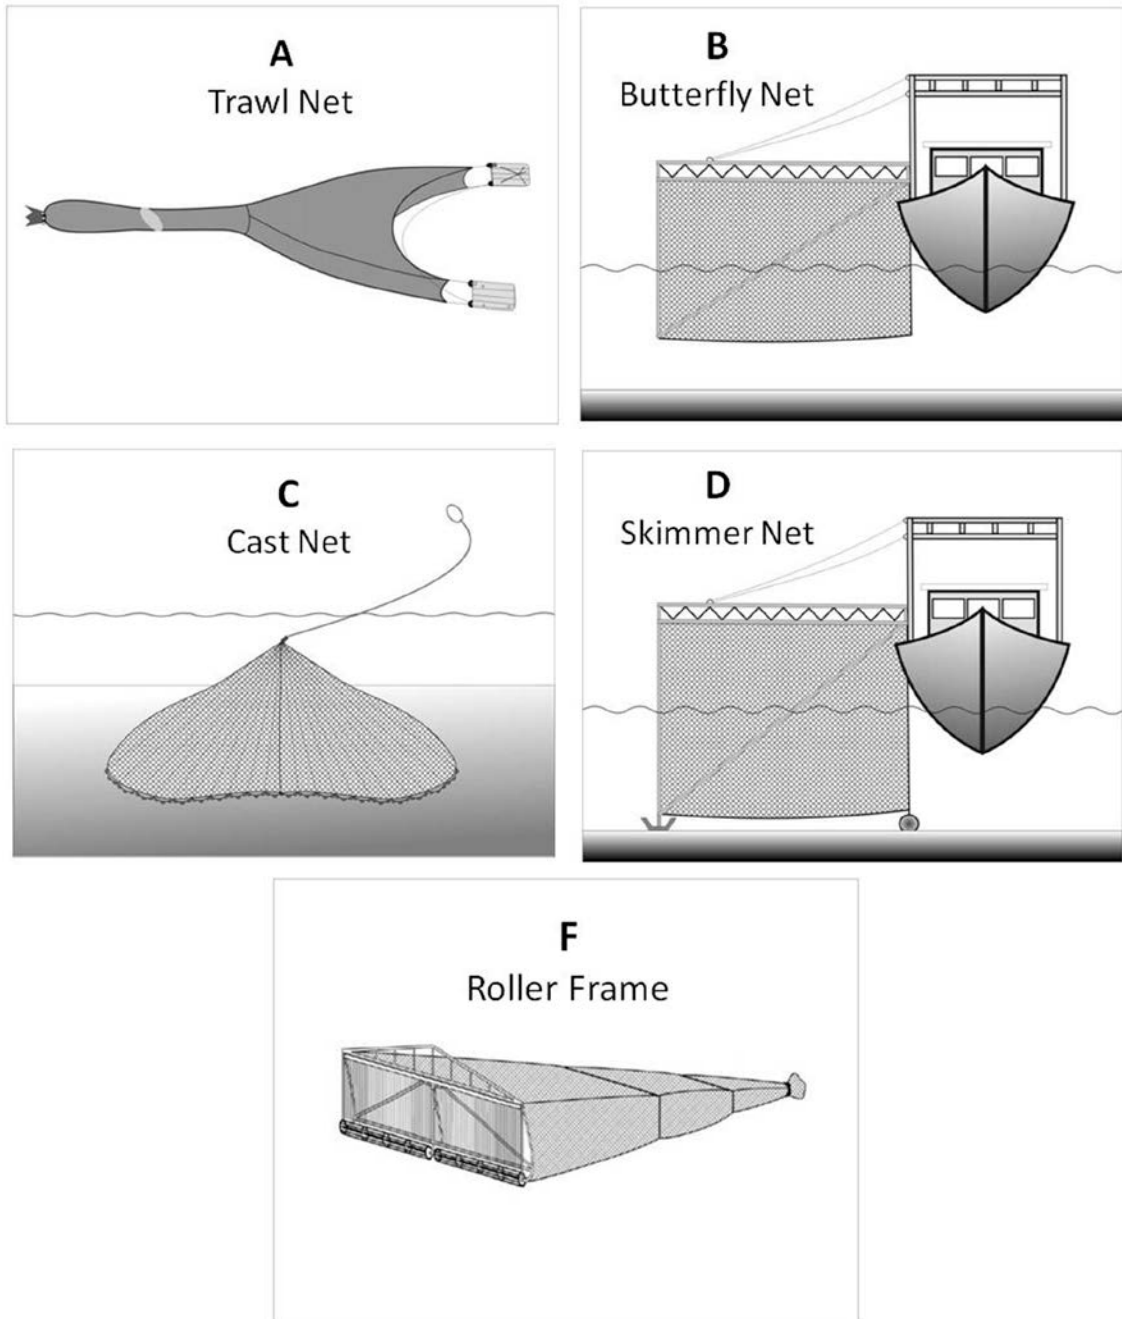 A
Trawl Net
B
Butterfly Net
C
Cast Net
D
Skimmer Net
F
Roller Frame